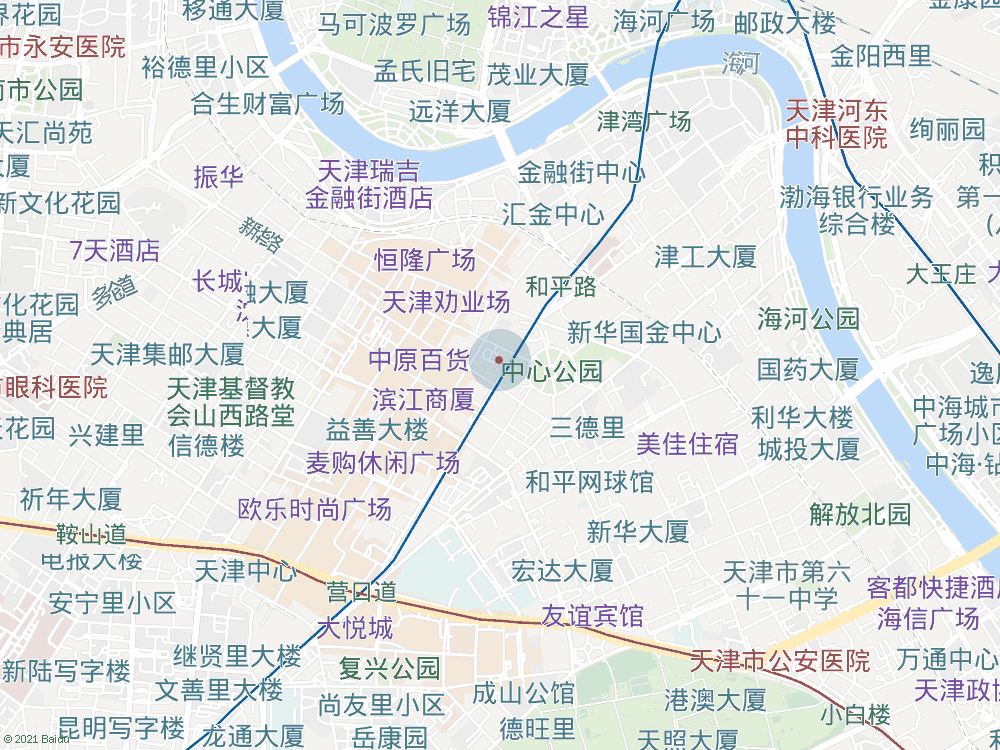 界花园
移通大厦
马可波罗广场
锦江之星
海河广场
邮政大楼
金阳西里
市永安医院
裕德里小区
孟氏旧宅
茂业大厦
海河
市公园
合生财富广场
远洋大厦
津湾广场
天津河东
中科医院
绚丽园
天汇尚苑
振华
天津瑞吉
金融街酒店
金融街中心
积
新文化花园
汇金中心
渤海银行业务
综合楼
第一
7天酒店
新华路
恒隆广场
津工大厦
大王庄
长城
融大厦
多伦道
化花园
天津劝业场
和平路
典居
大厦
新华国金中心
海河公园
天津集邮大厦
中原百货
中心公园
国药大厦
逸
眼科医院
天津基督教
会山西路堂
滨江商厦
利华大楼
中海城市
广场小区
花园
兴建里
信德楼
益善大楼
三德里
美佳住宿
城投大厦
麦购休闲广场
中海·钻
和平网球馆
祈年大厦
欧乐时尚广场
解放北园
鞍山道
新华大厦
电报大楼
天津中心
营口道
宏达大厦
天津市第六
十一中学
安宁里小区
大悦城
友谊宾馆
客都快捷酒店
海信广场
新陆写字楼
继贤里大楼
复兴公园
天津市公安医院
万通中心
文善里大楼
尚友里小区
成山公馆
港澳大厦
天津政协
昆明写字楼
龙通大厦
岳康园
德旺里
天照大厦
小白楼
© 2021 Baidu